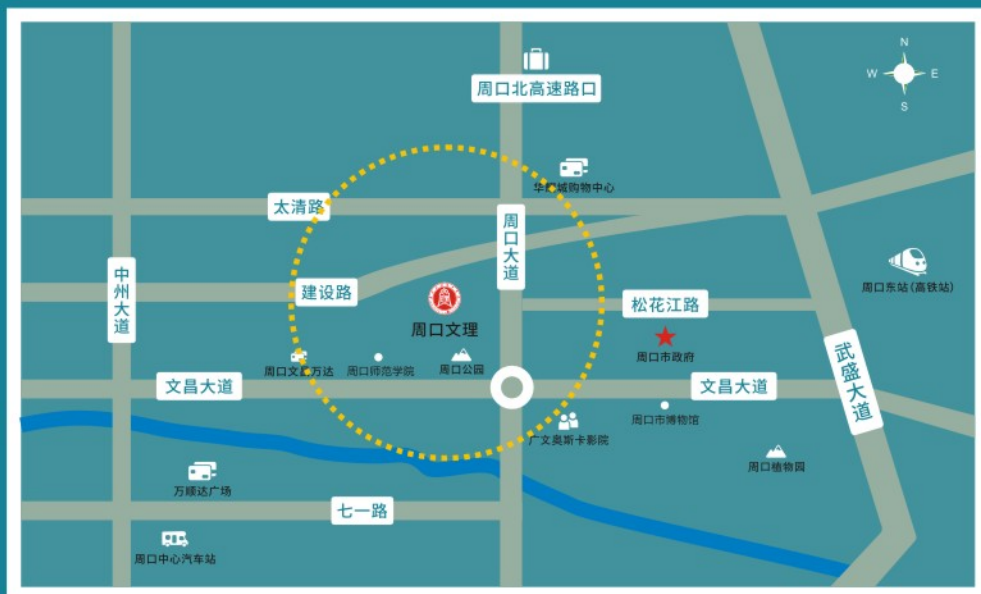 N
W
E
S
周口北高速路口
华耀城购物中心
太清路
周口大道
中州大道
建设路
周口东站(高铁站)
松花江路
周口文理
周口市政府
武盛大道
周口文昌万达
周口师范学院
周口公园
文昌大道
文昌大道
周口市博物馆
广文奥斯卡影院
周口植物园
万顺达广场
七一路
周口中心汽车站